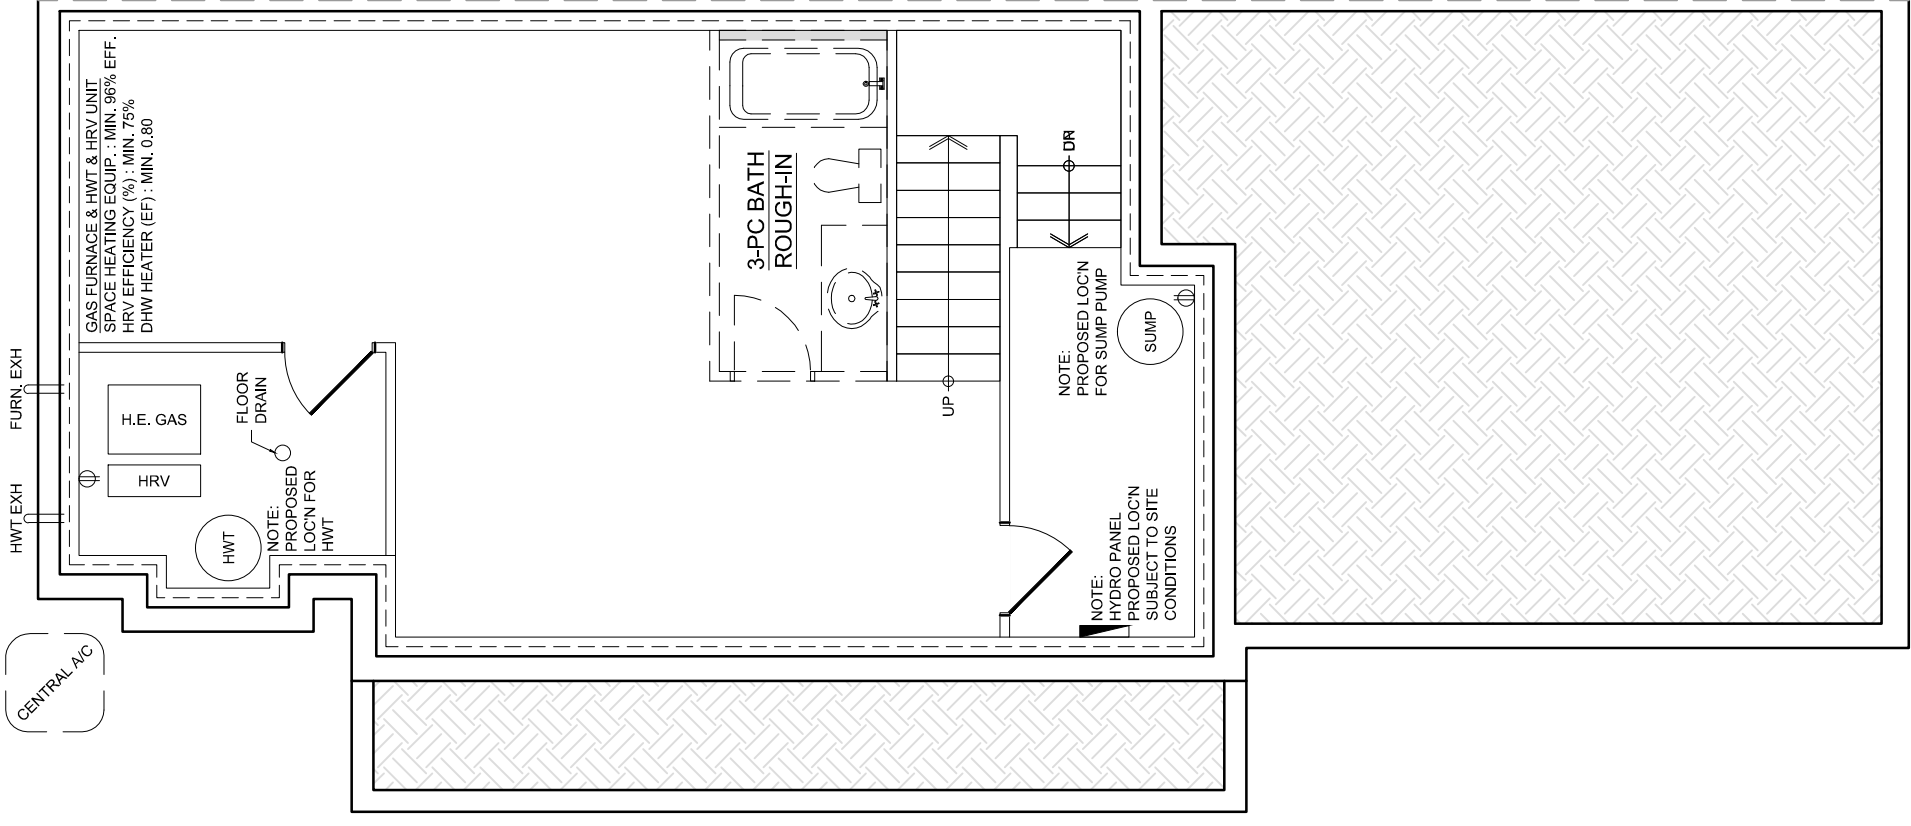 GAS FURNACE & HWT & HRV UNIT
SPACE HEATING EQUIP. : MIN. 96% EFF.
HRV EFFICIENCY (%) : MIN. 75%
DHW HEATER (EF) : MIN. 0.80
FURN. EXH
HWT EXH
H.E. GAS
HRV
HWT
FLOOR
DRAIN
NOTE:
PROPOSED
LOC'N FOR
HWT
CENTRAL A/C
3-PC BATH
ROUGH-IN
UP
NOTE:
PROPOSED LOC'N
FOR SUMP PUMP
SUMP
NOTE:
HYDRO PANEL
PROPOSED LOC'N
SUBJECT TO SITE
CONDITIONS